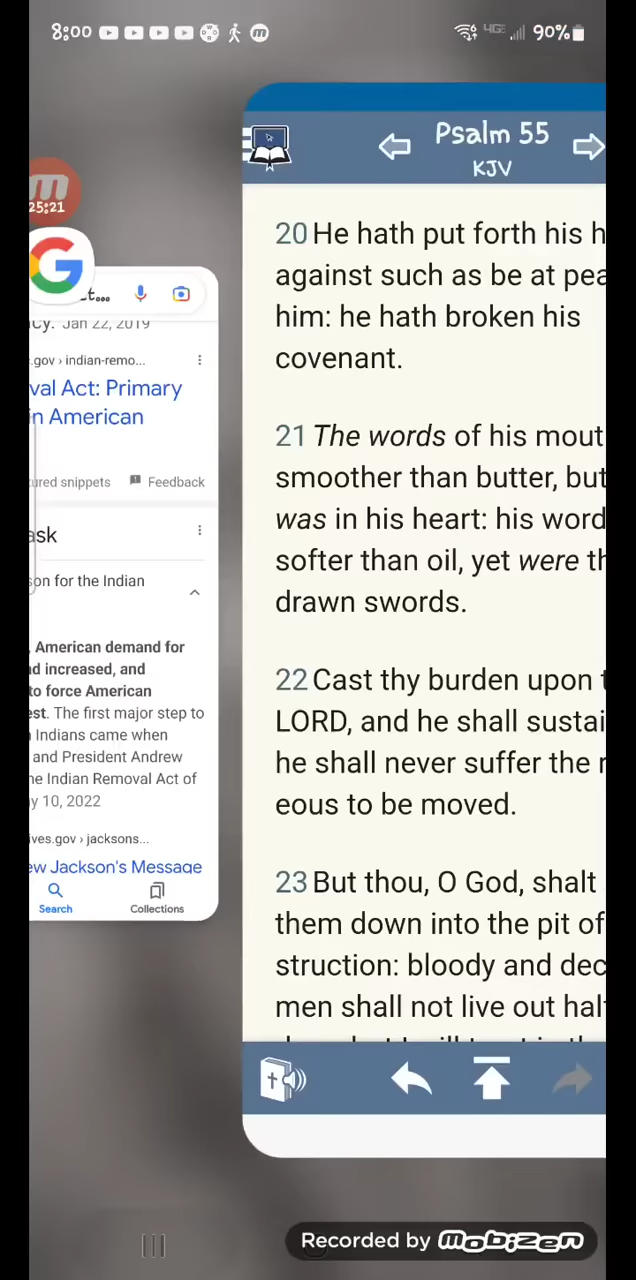 8:00
4G
90%
Psalm 55
KJV
25:21
20 He hath put forth his h
against such as be at pea
him: he hath broken his
covenant.
21 The words of his mout
smoother than butter, but
was in his heart: his word
softer than oil, yet were th
drawn swords.
22 Cast thy burden upon t
LORD, and he shall sustai
he shall never suffer the r
eous to be moved.
23 But thou, O God, shalt
them down into the pit of
struction: bloody and dec
men shall not live out hal
G
t...
cy. Jan 22, 2019
.gov › indian-remo...
val Act: Primary
in American
ured snippets Feedback
ask
son for the Indian
, American demand for
nd increased, and
to force American
est. The first major step to
Indians came when
and President Andrew
he Indian Removal Act of
y 10, 2022
ives.gov › jacksons...
ew Jackson's Message
Search Collections
Recorded by mobizen